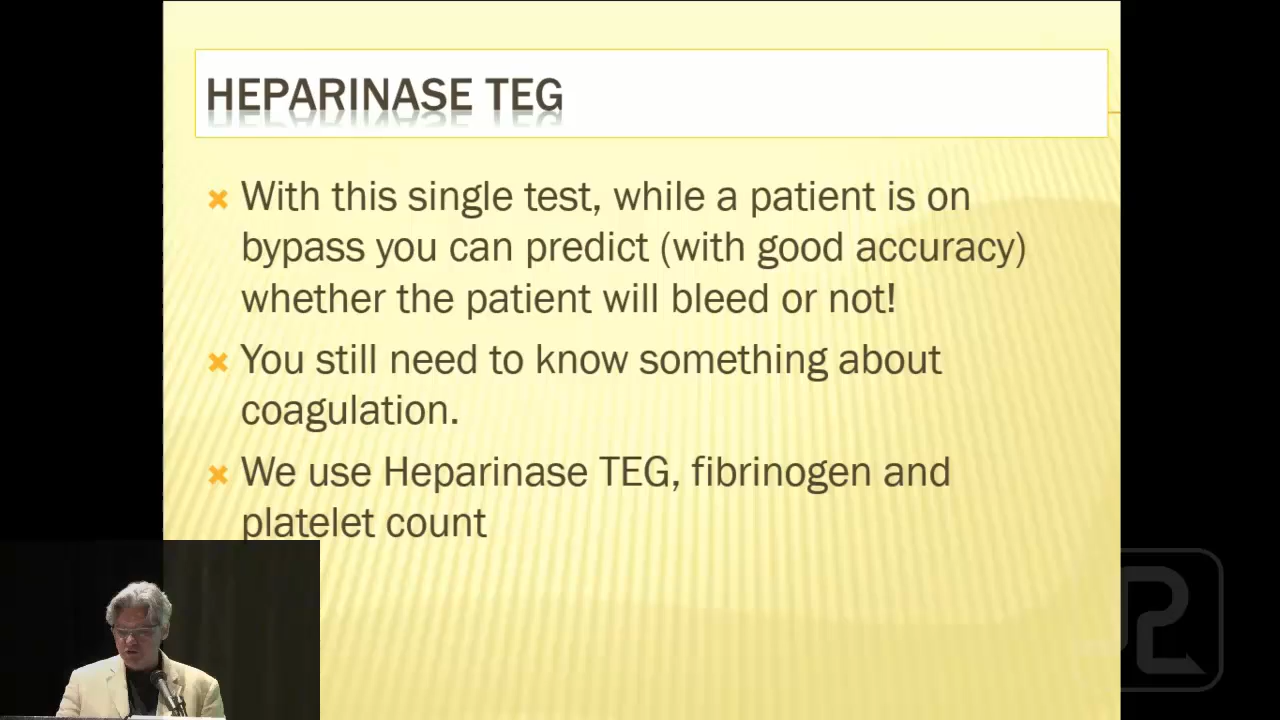 HEPARINASE TEG
With this single test, while a patient is on
bypass you can predict (with good accuracy)
whether the patient will bleed or not!
You still need to know something about
coagulation.
We use Heparinase TEG, fibrinogen and
platelet count